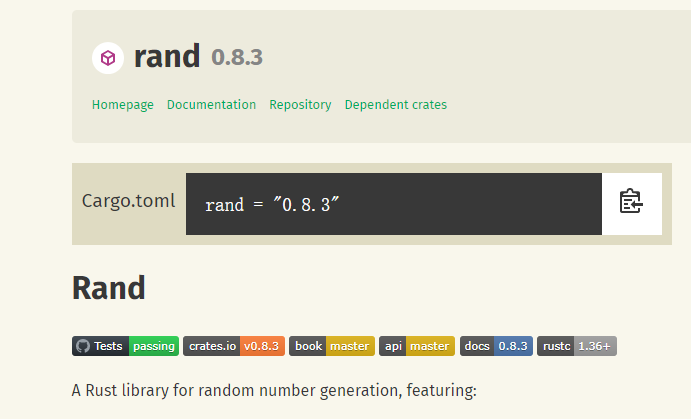 rand 0.8.3
Homepage Documentation Repository Dependent crates
Cargo.toml rand = "0.8.3"
Rand
Tests passing crates.io v0.8.3 book master api master docs 0.8.3 rustc 1.36+
A Rust library for random number generation, featuring: